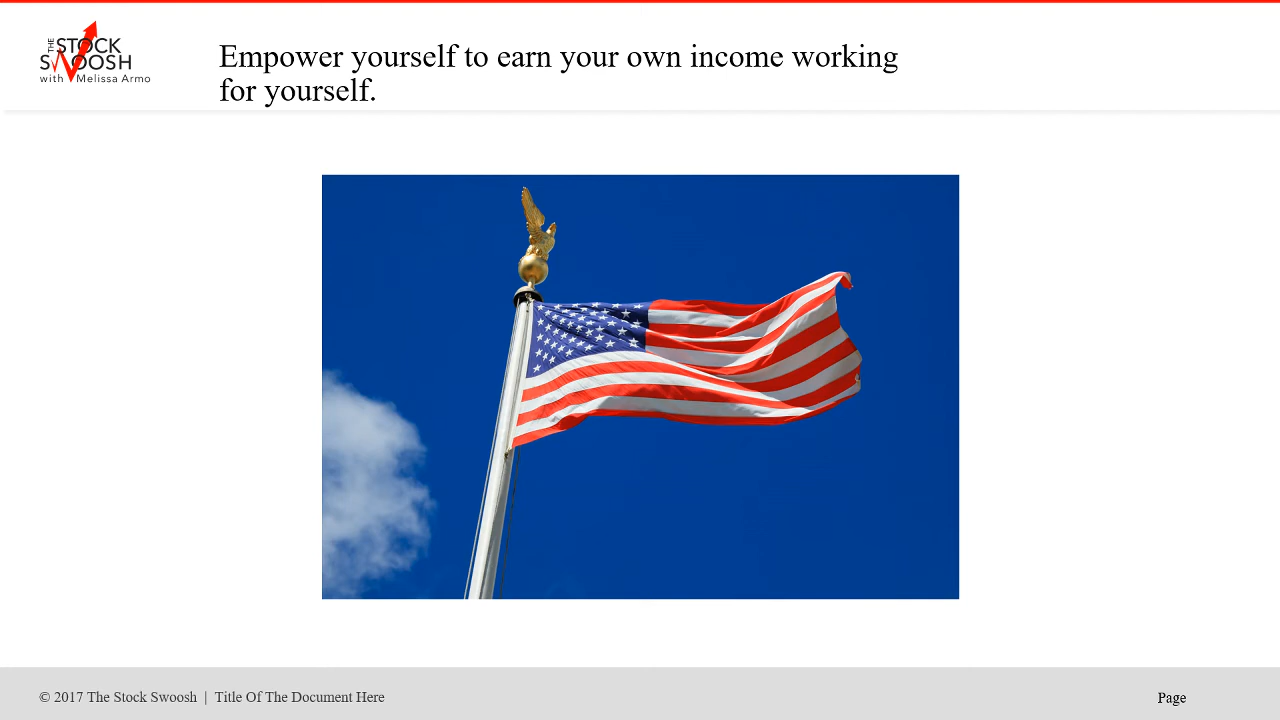 THE STOCK
SWOOSH
with Melissa Armo
Empower yourself to earn your own income working
for yourself.
© 2017 The Stock Swoosh | Title Of The Document Here
Page